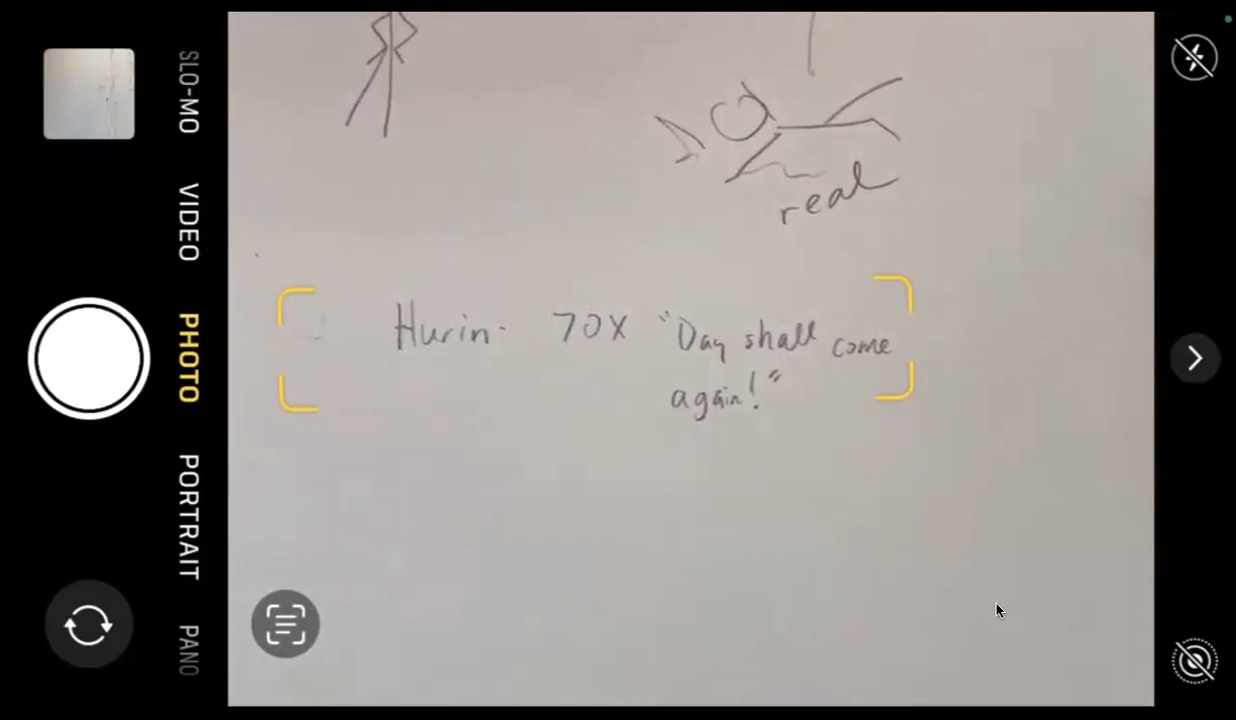 SLO-MO
VIDEO
PHOTO
PORTRAIT
PANO
real
Hurin- 70X "Day shall come
again!"